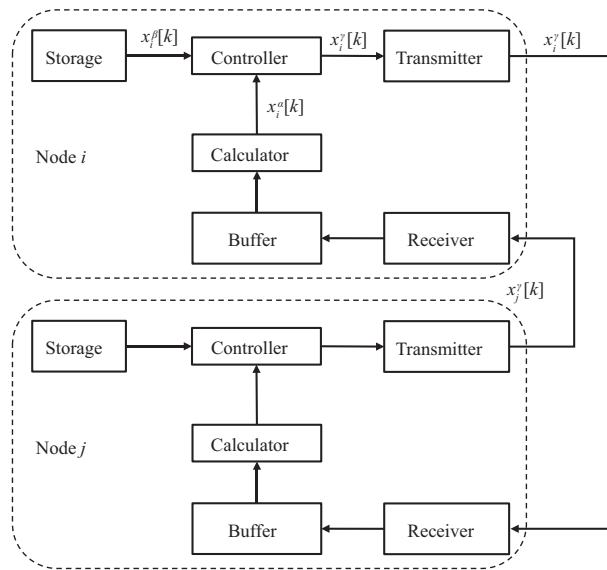 x_i^β[k] x_i^γ[k] x_i^γ[k]
Storage Controller Transmitter
x_i^α[k]
Node i Calculator
Buffer Receiver
x_j^γ[k]
Storage Controller Transmitter
Node j Calculator
Buffer Receiver